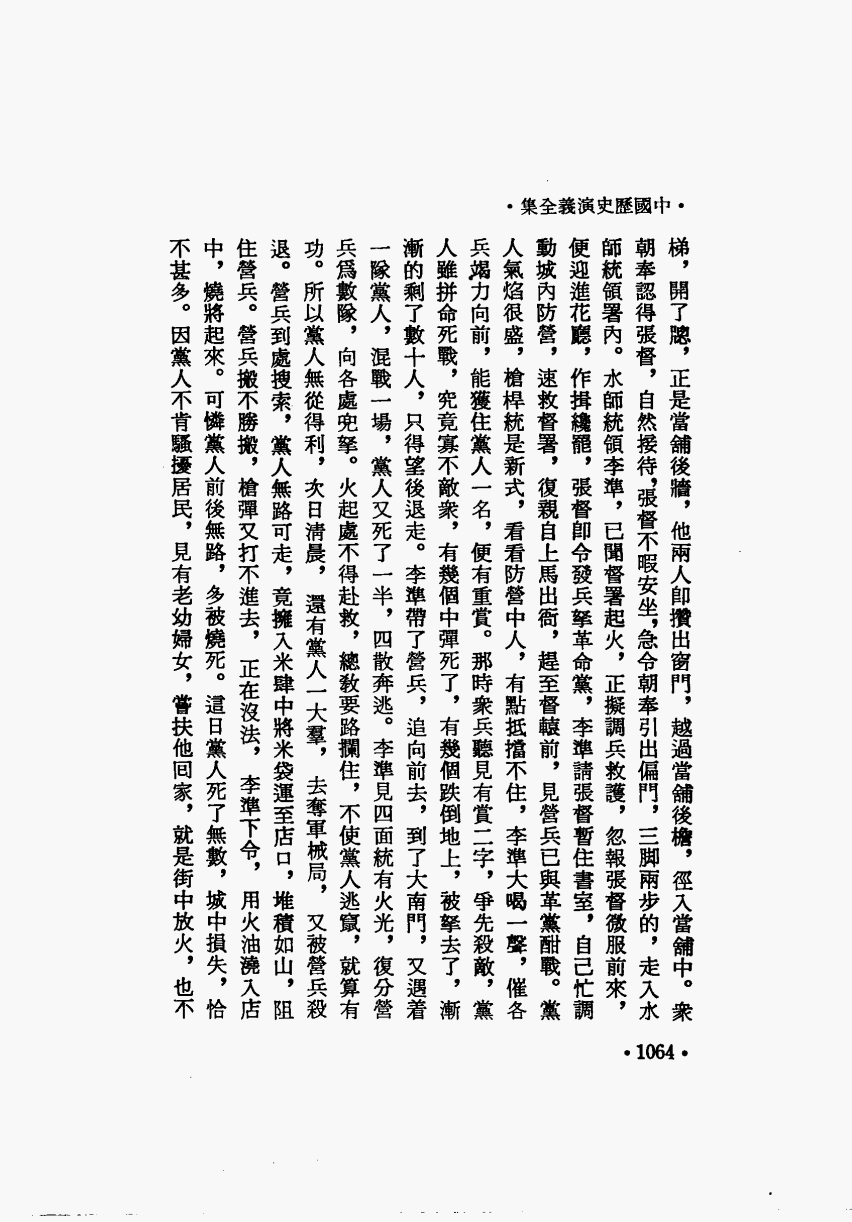 •中國歷史演義全集•
梯，開了牕，正是當舖後牆，他兩人卽攢出窗門，越過當舖後檐，徑入當舖中。衆
朝奉認得張督，自然接待，張督不暇安坐，急令朝奉引出偏門，三脚兩步的，走入水
師統領署內。水師統領李準，已聞督署起火，正擬調兵救護，忽報張督微服前來，
便迎進花廳，作揖纔罷，張督卽令發兵拏革命黨，李準請張督暫住書室，自己忙調
動城內防營，速救督署，復親自上馬出衙，趕至督轅前，見營兵已與革黨酣戰。黨
人氣焰很盛，槍桿統是新式，看看防營中人，有點抵擋不住，李準大喝一聲，催各
兵竭力向前，能獲住黨人一名，便有重賞。那時衆兵聽見有賞二字，爭先殺敵，黨
人雖拼命死戰，究竟寡不敵衆，有幾個中彈死了，有幾個跌倒地上，被拏去了，漸
漸的剩了數十人，只得望後退走。李準帶了營兵，追向前去，到了大南門，又遇着
一隊黨人，混戰一場，黨人又死了一半，四散奔逃。李準見四面統有火光，復分營
兵爲數隊，向各處兜拏。火起處不得赴救，總敎要路攔住，不使黨人逃竄，就算有
功。所以黨人無從得利，次日淸晨，還有黨人一大羣，去奪軍械局，又被營兵殺
退。營兵到處搜索，黨人無路可走，竟擁入米肆中將米袋運至店口，堆積如山，阻
住營兵。營兵搬不勝搬，槍彈又打不進去，正在沒法，李準下令，用火油澆入店
中，燒將起來。可憐黨人前後無路，多被燒死。這日黨人死了無數，城中損失，恰
不甚多。因黨人不肯騷擾居民，見有老幼婦女，嘗扶他回家，就是街中放火，也不
•1064•